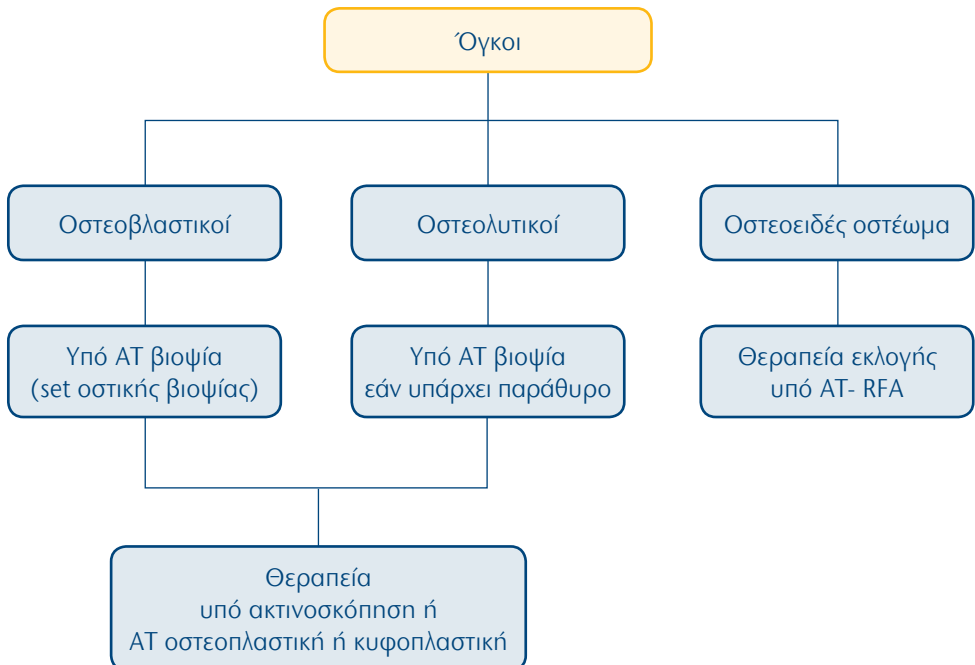 Όγκοι
Οστεοβλαστικοί
Οστεολυτικοί
Οστεοειδές οστέωμα
Υπό ΑΤ βιοψία
(set οστικής βιοψίας)
Υπό ΑΤ βιοψία
εάν υπάρχει παράθυρο
Θεραπεία εκλογής
υπό ΑΤ- RFA
Θεραπεία
υπό ακτινοσκόπηση ή
ΑΤ οστεοπλαστική ή κυφοπλαστική